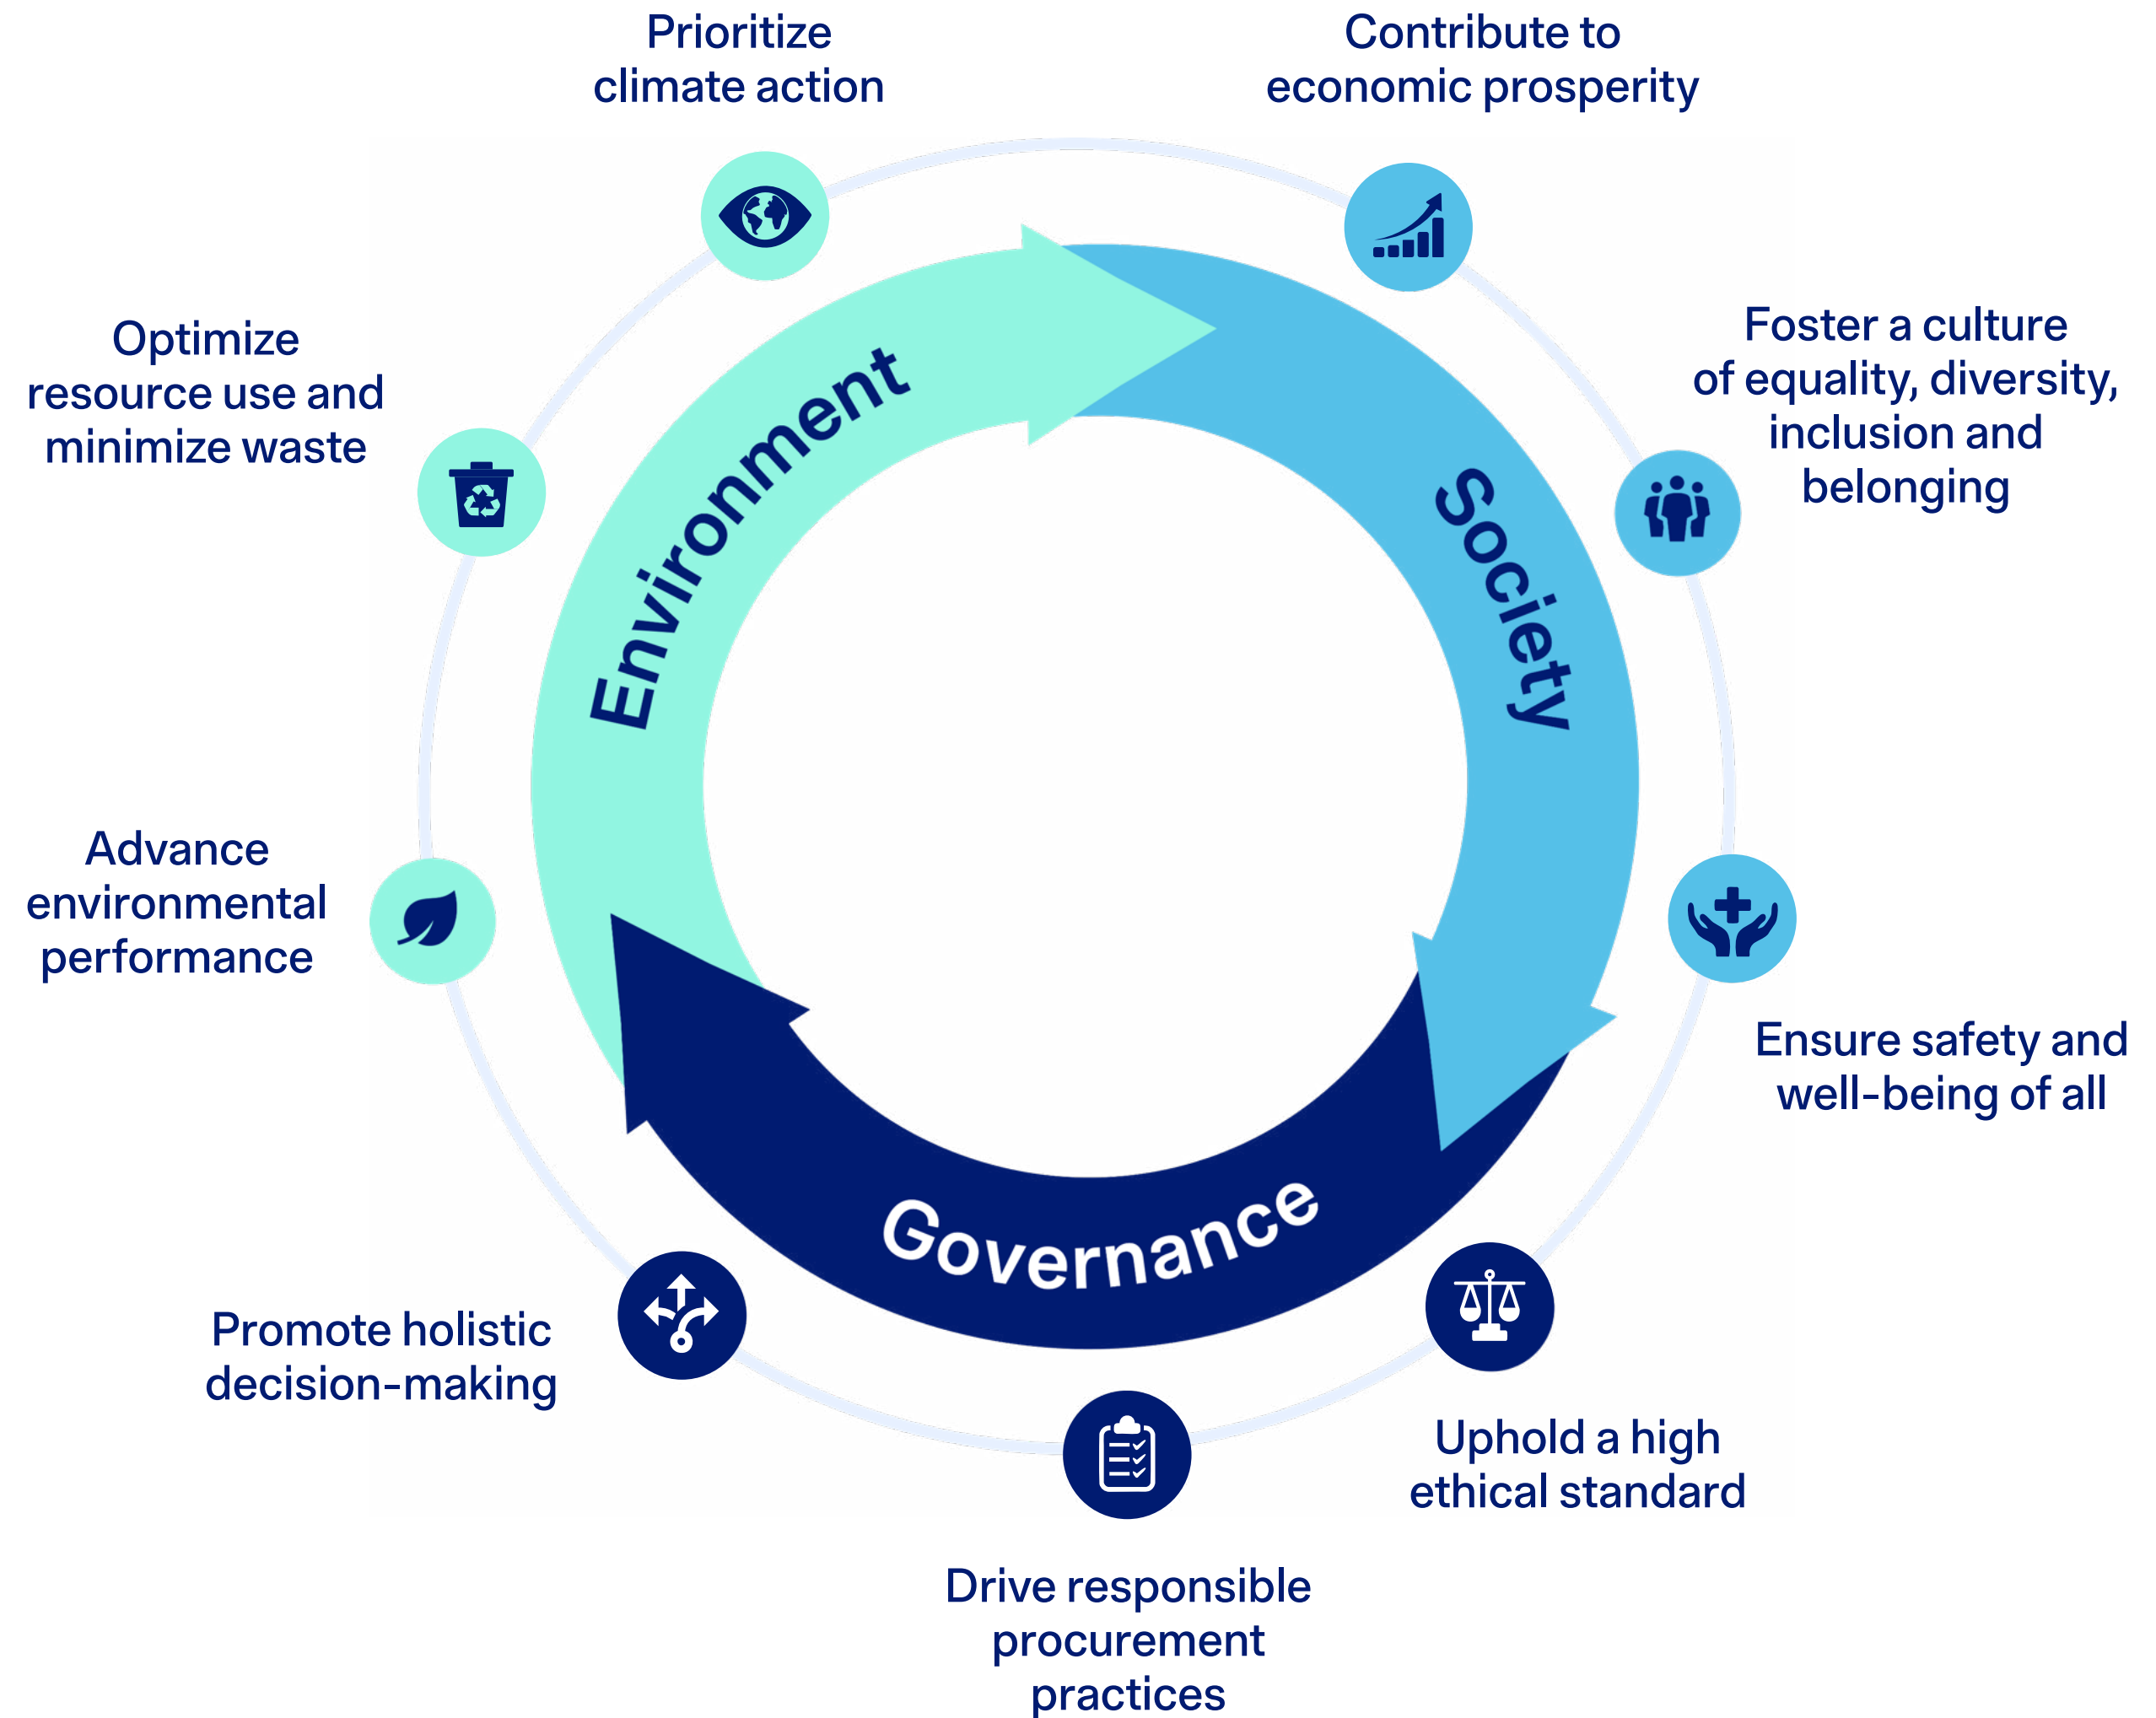 Prioritize
climate action
Contribute to
economic prosperity
Foster a culture
of equality, diversity,
inclusion and
belonging
Ensure safety and
well-being of all
Uphold a high
ethical standard
Drive responsible
procurement
practices
Promote holistic
decision-making
Advance
environmental
performance
Optimize
resource use and
minimize waste
Environment
Society
Governance